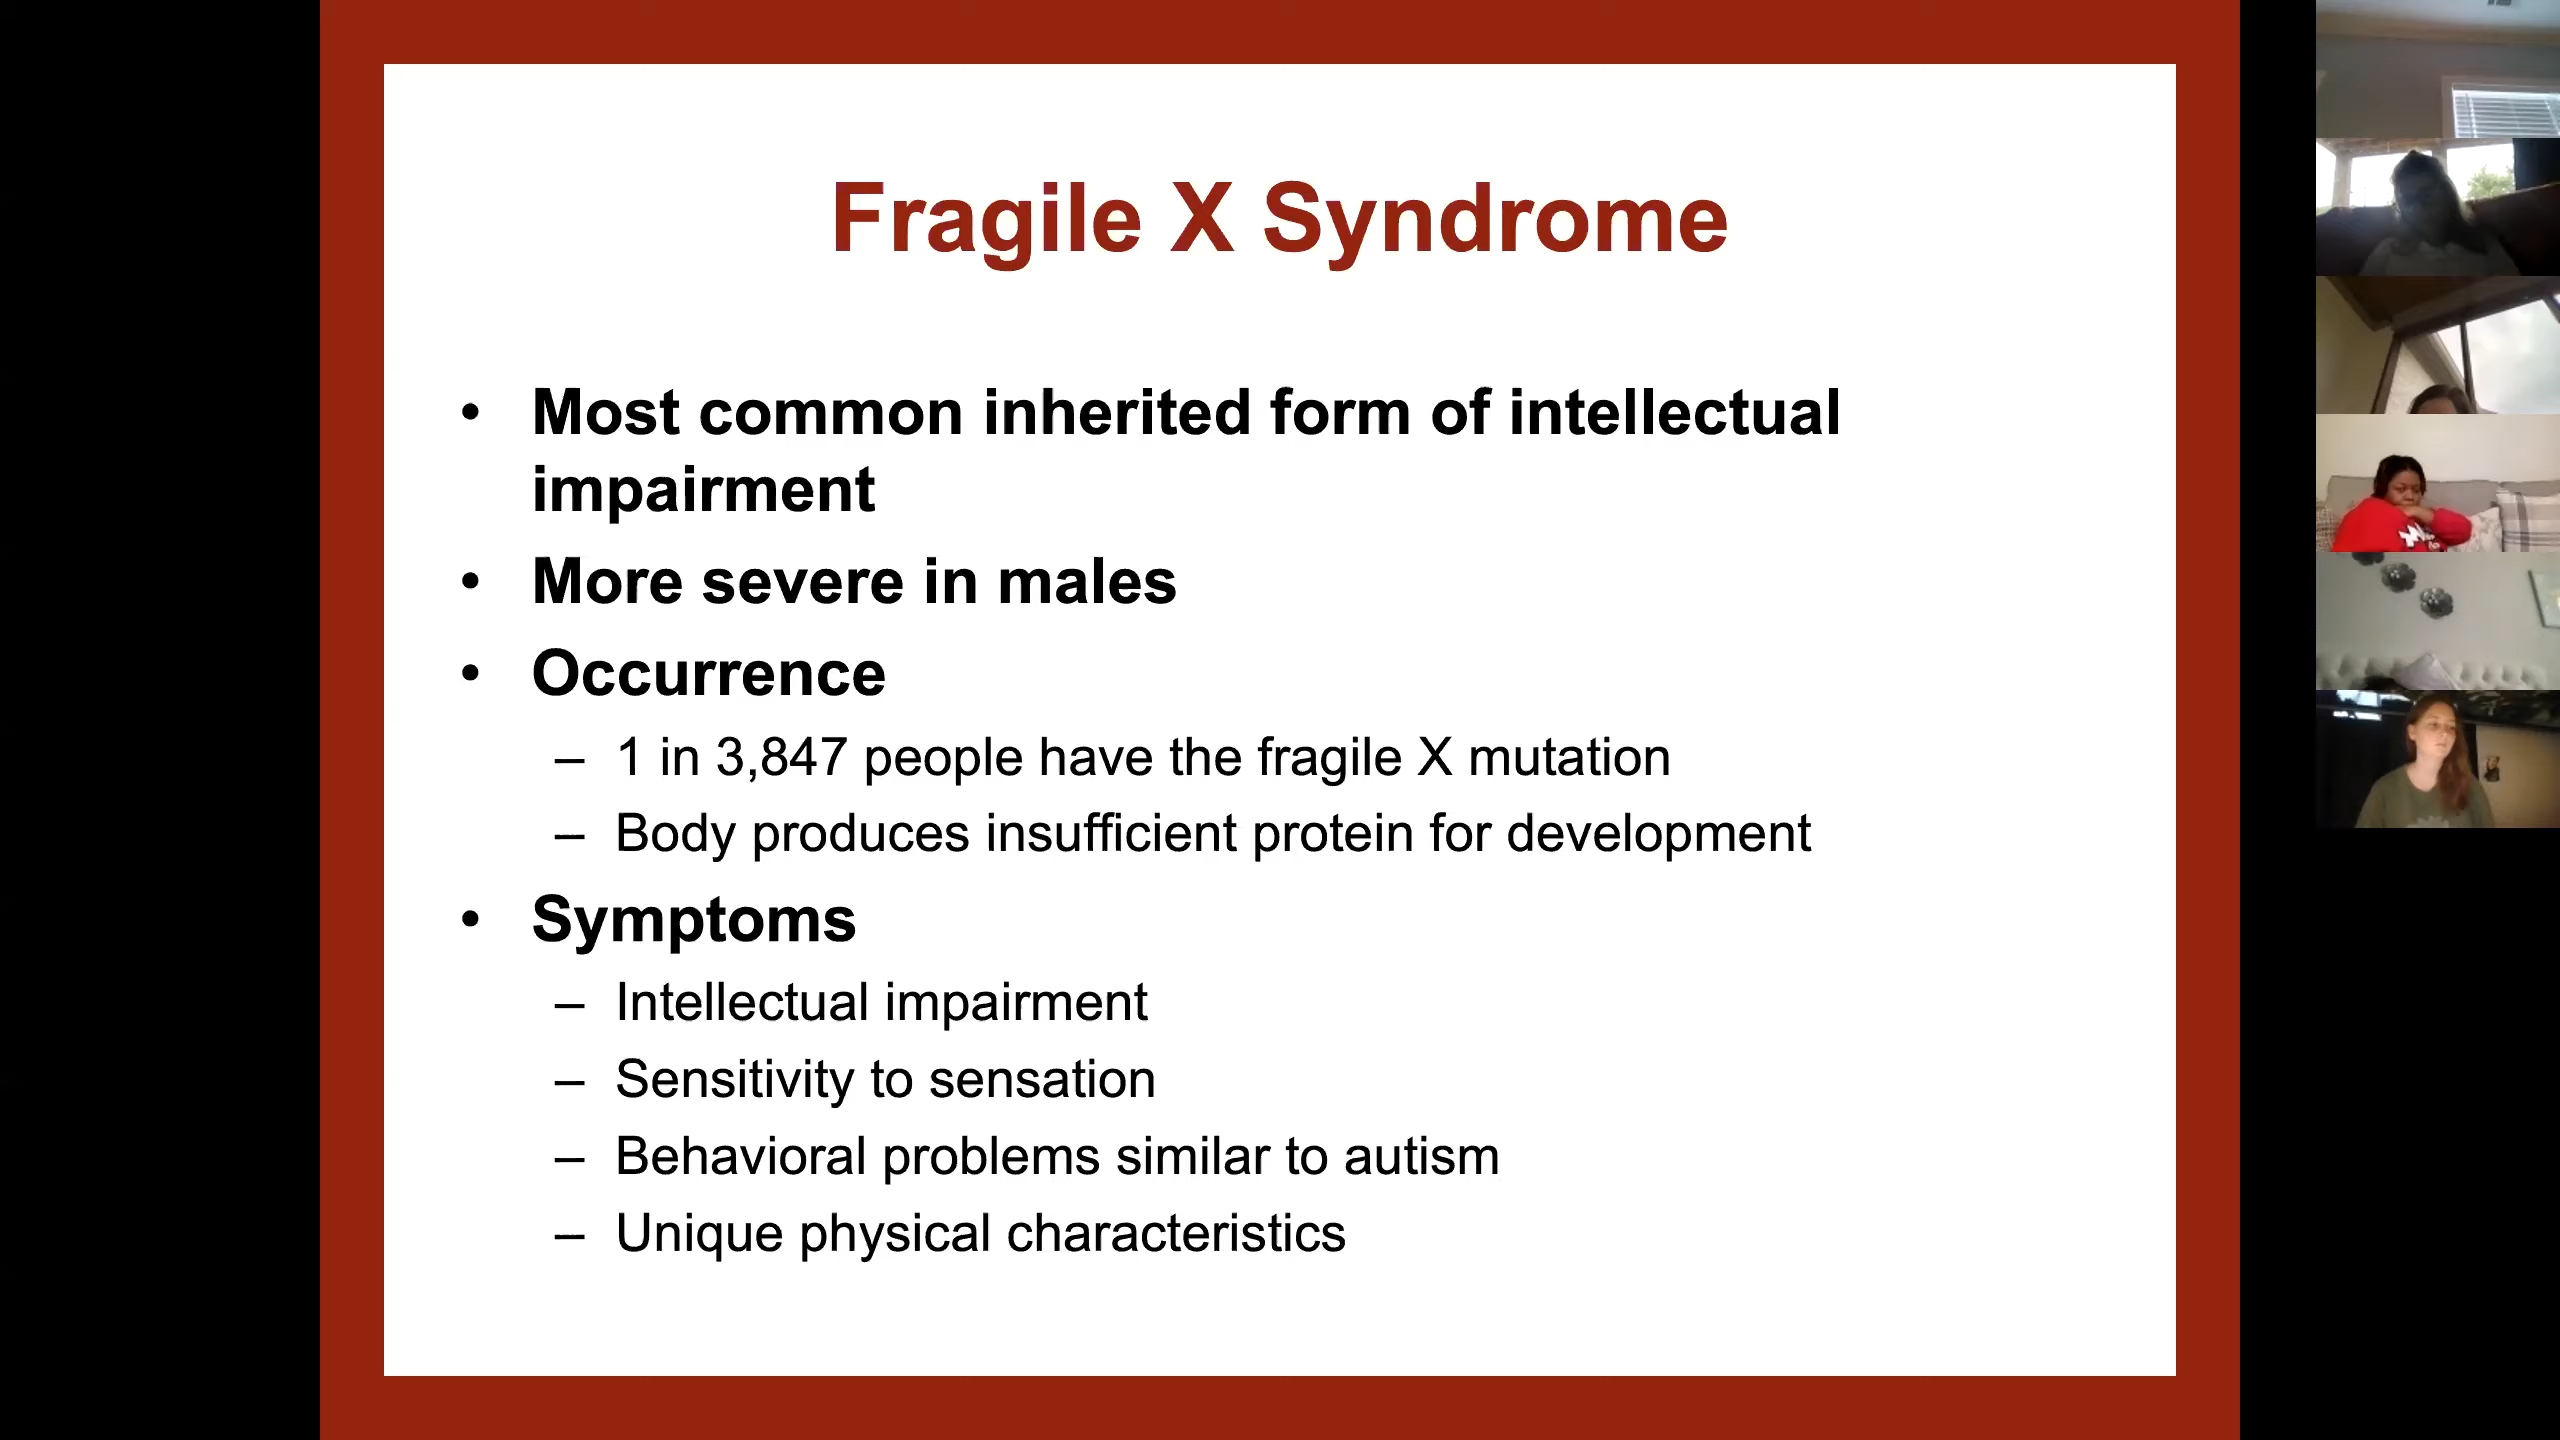 Fragile X Syndrome
• Most common inherited form of intellectual
impairment
• More severe in males
• Occurrence
– 1 in 3,847 people have the fragile X mutation
– Body produces insufficient protein for development
• Symptoms
– Intellectual impairment
– Sensitivity to sensation
– Behavioral problems similar to autism
– Unique physical characteristics